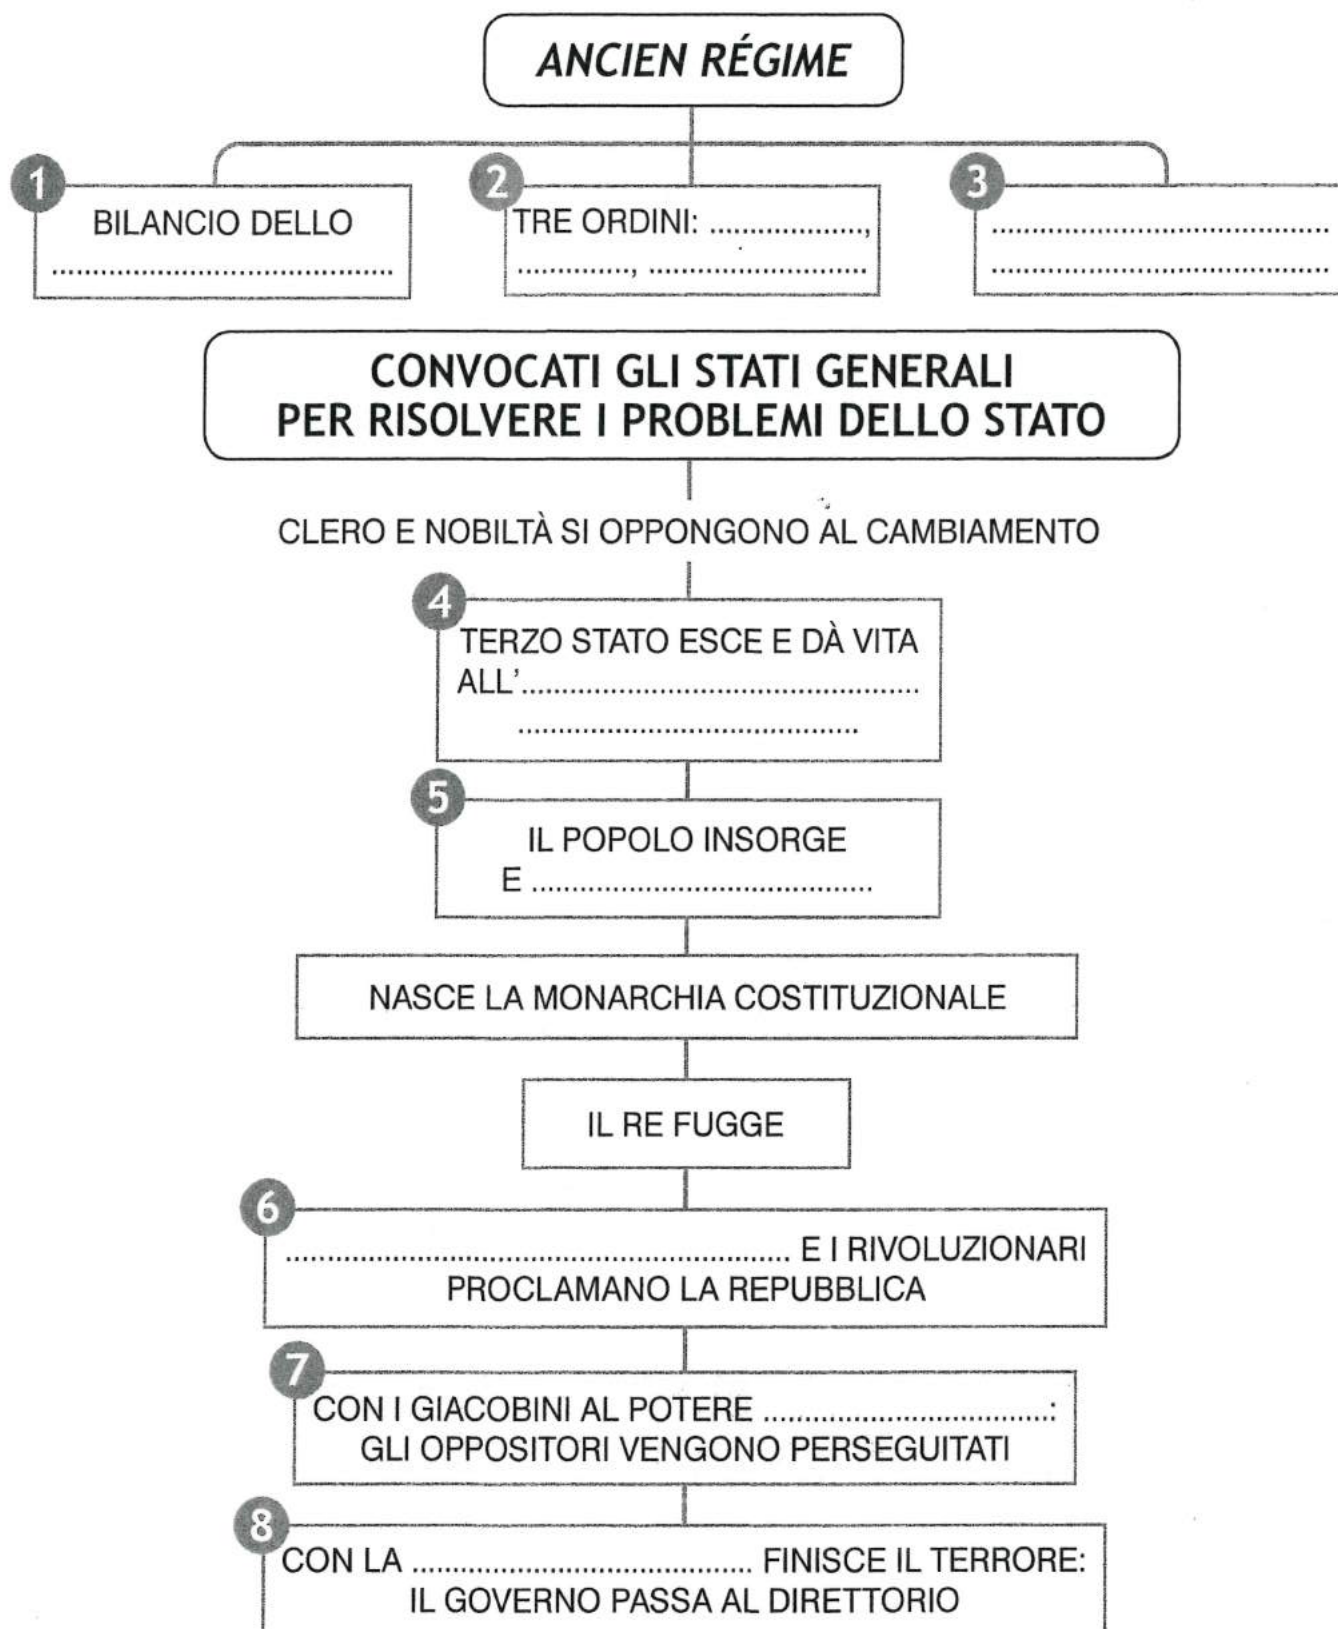 ANCIEN RÉGIME
1
BILANCIO DELLO
..........................................
2
TRE ORDINI: ...................,
.............., ...........................
3
..........................................
..........................................
CONVOCATI GLI STATI GENERALI
PER RISOLVERE I PROBLEMI DELLO STATO
CLERO E NOBILTÀ SI OPPONGONO AL CAMBIAMENTO
4
TERZO STATO ESCE E DÀ VITA
ALL'.................................................
..........................................
5
IL POPOLO INSORGE
E ..........................................
NASCE LA MONARCHIA COSTITUZIONALE
IL RE FUGGE
6
.............................................................. E I RIVOLUZIONARI
PROCLAMANO LA REPUBBLICA
7
CON I GIACOBINI AL POTERE ...................................:
GLI OPPOSITORI VENGONO PERSEGUITATI
8
CON LA .......................................... FINISCE IL TERRORE:
IL GOVERNO PASSA AL DIRETTORIO